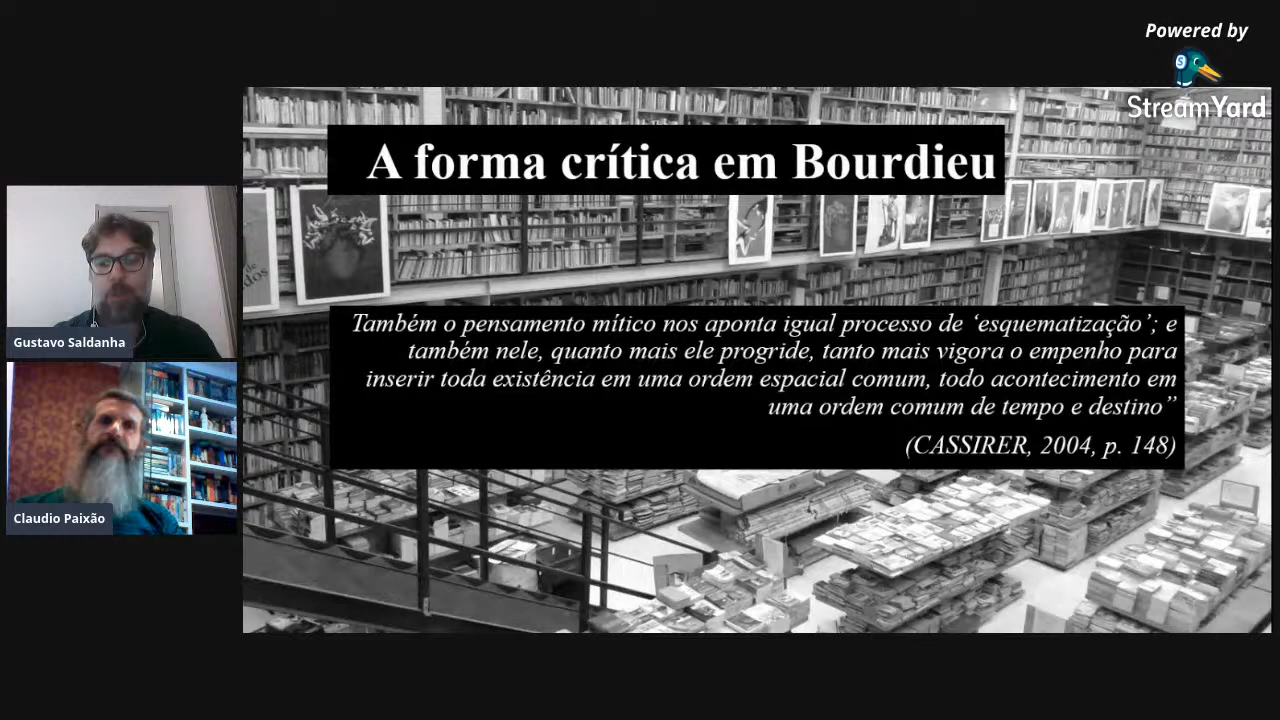 Powered by
StreamYard
A forma crítica em Bourdieu
Também o pensamento mítico nos aponta igual processo de ‘esquematização’; e
também nele, quanto mais ele progride, tanto mais vigora o empenho para
inserir toda existência em uma ordem espacial comum, todo acontecimento em
uma ordem comum de tempo e destino”
(CASSIRER, 2004, p. 148)
Gustavo Saldanha
Claudio Paixão